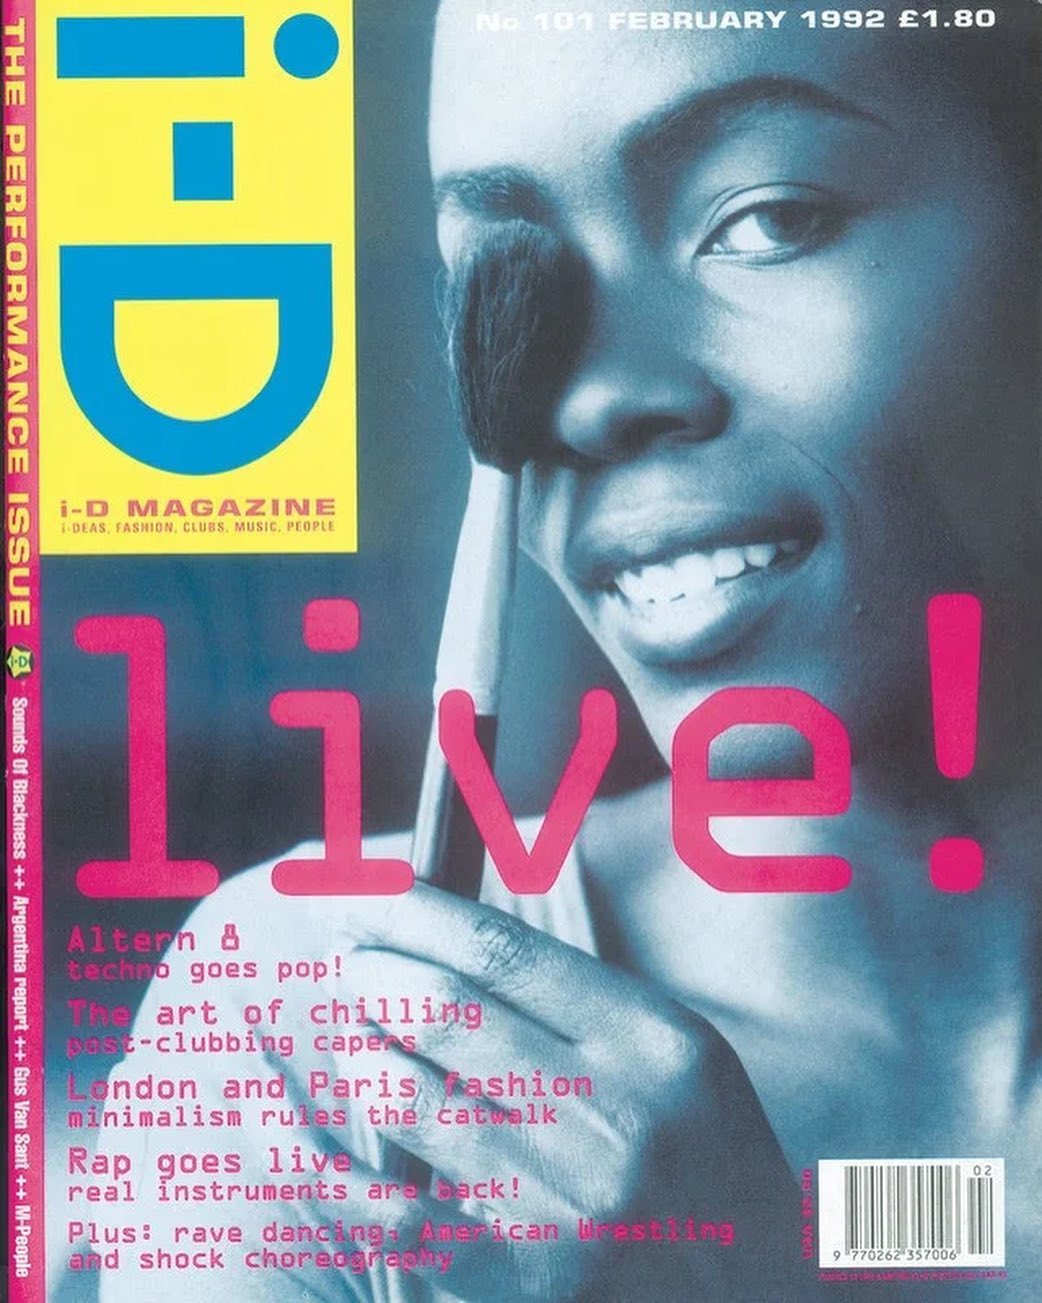 No 101 FEBRUARY 1992 £1.80
THE PERFORMANCE ISSUE
i-D
Sounds Of Blackness ++ Argentina report ++ Gus Van Sant ++ M-People
i-D
i-D MAGAZINE
i-DEAS, FASHION, CLUBS, MUSIC, PEOPLE
live!
Altern 8
techno goes pop!
The art of chilling
post-clubbing capers
London and Paris fashion
minimalism rules the catwalk
Rap goes live
real instruments are back!
Plus: rave dancing, American Wrestling
and shock choreography
02
9 770262 357006